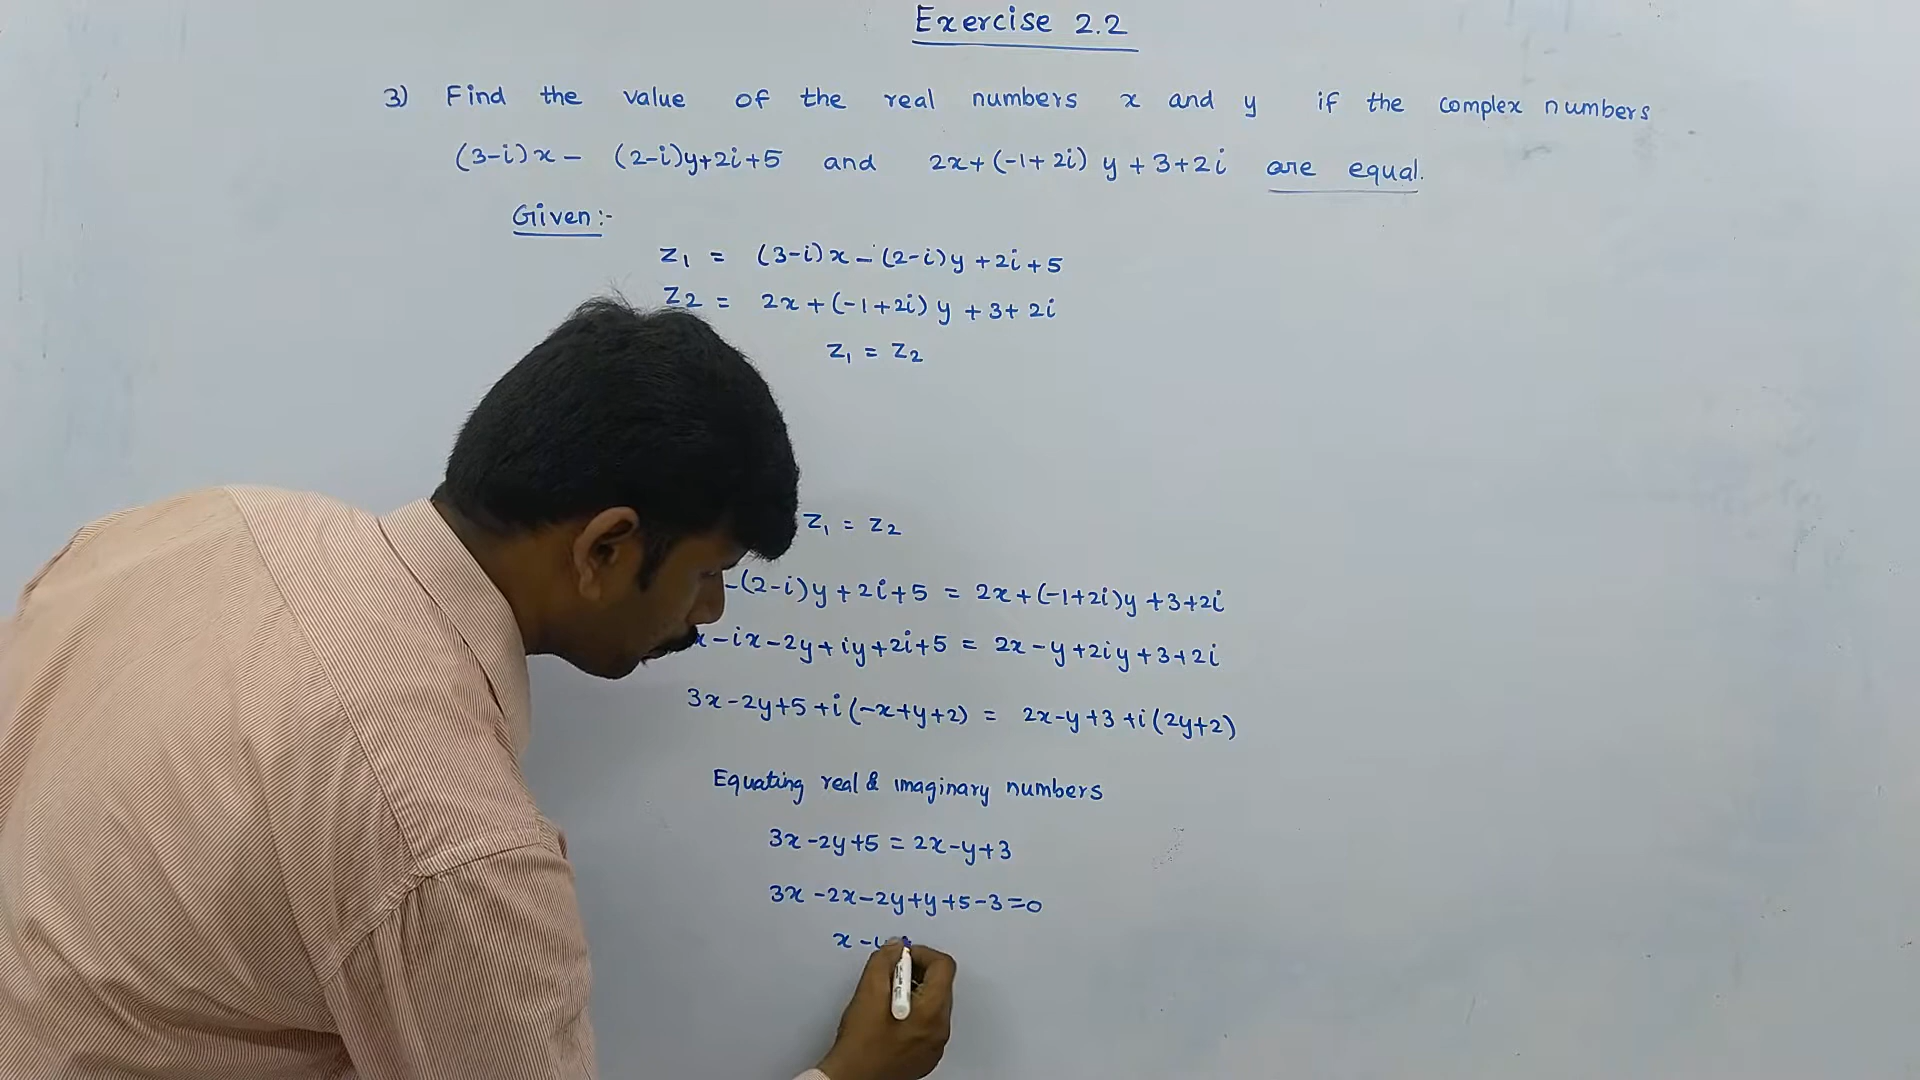 Exercise 2.2
3) Find the value of the real numbers x and y if the complex numbers
(3-i)x - (2-i)y+2i+5 and 2x+(-1+2i) y +3+2i are equal.
Given:-
z₁ = (3-i)x - (2-i)y +2i+5
z₂ = 2x+(-1+2i) y +3+ 2i
z₁ = z₂
z₁ = z₂
-(2-i)y+2i+5 = 2x+(-1+2i)y+3+2i
x-ix-2y+iy+2i+5 = 2x-y+2iy+3+2i
3x-2y+5+i(-x+y+2) = 2x-y+3+i(2y+2)
Equating real & imaginary numbers
3x-2y+5 = 2x-y+3
3x-2x-2y+y+5-3=0
x -